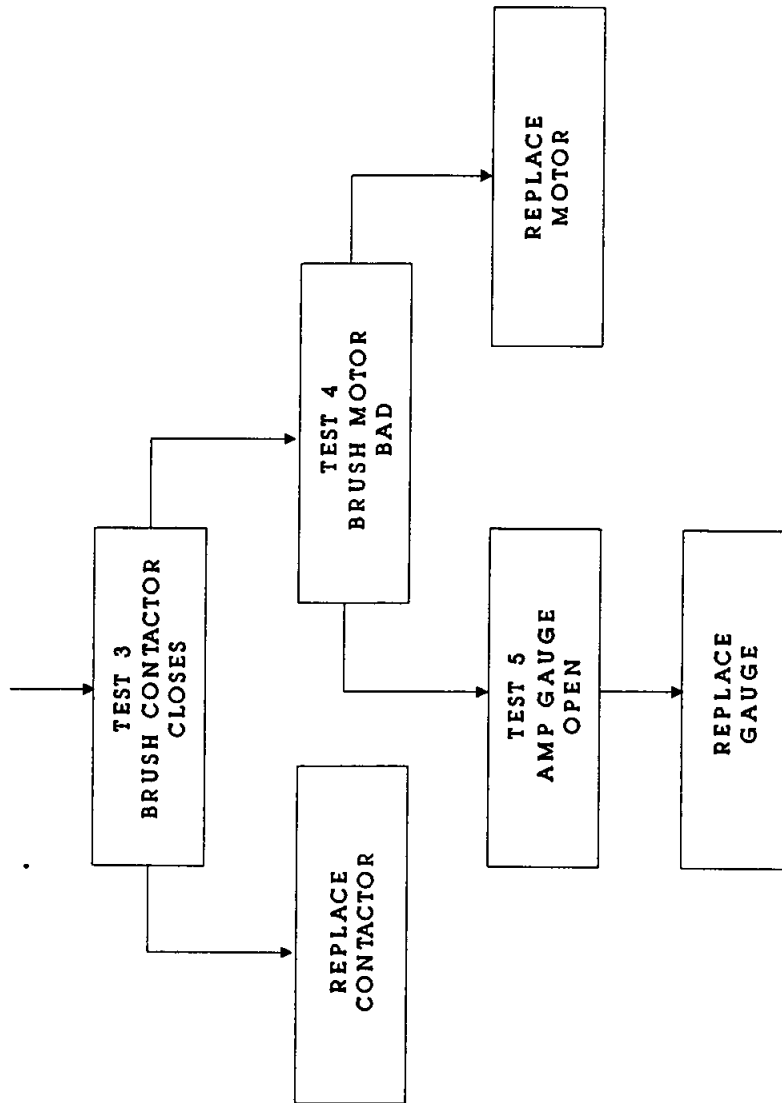 TEST 3
BRUSH CONTACTOR
CLOSES
REPLACE
CONTACTOR
TEST 4
BRUSH MOTOR
BAD
TEST 5
AMP GAUGE
OPEN
REPLACE
MOTOR
REPLACE
GAUGE